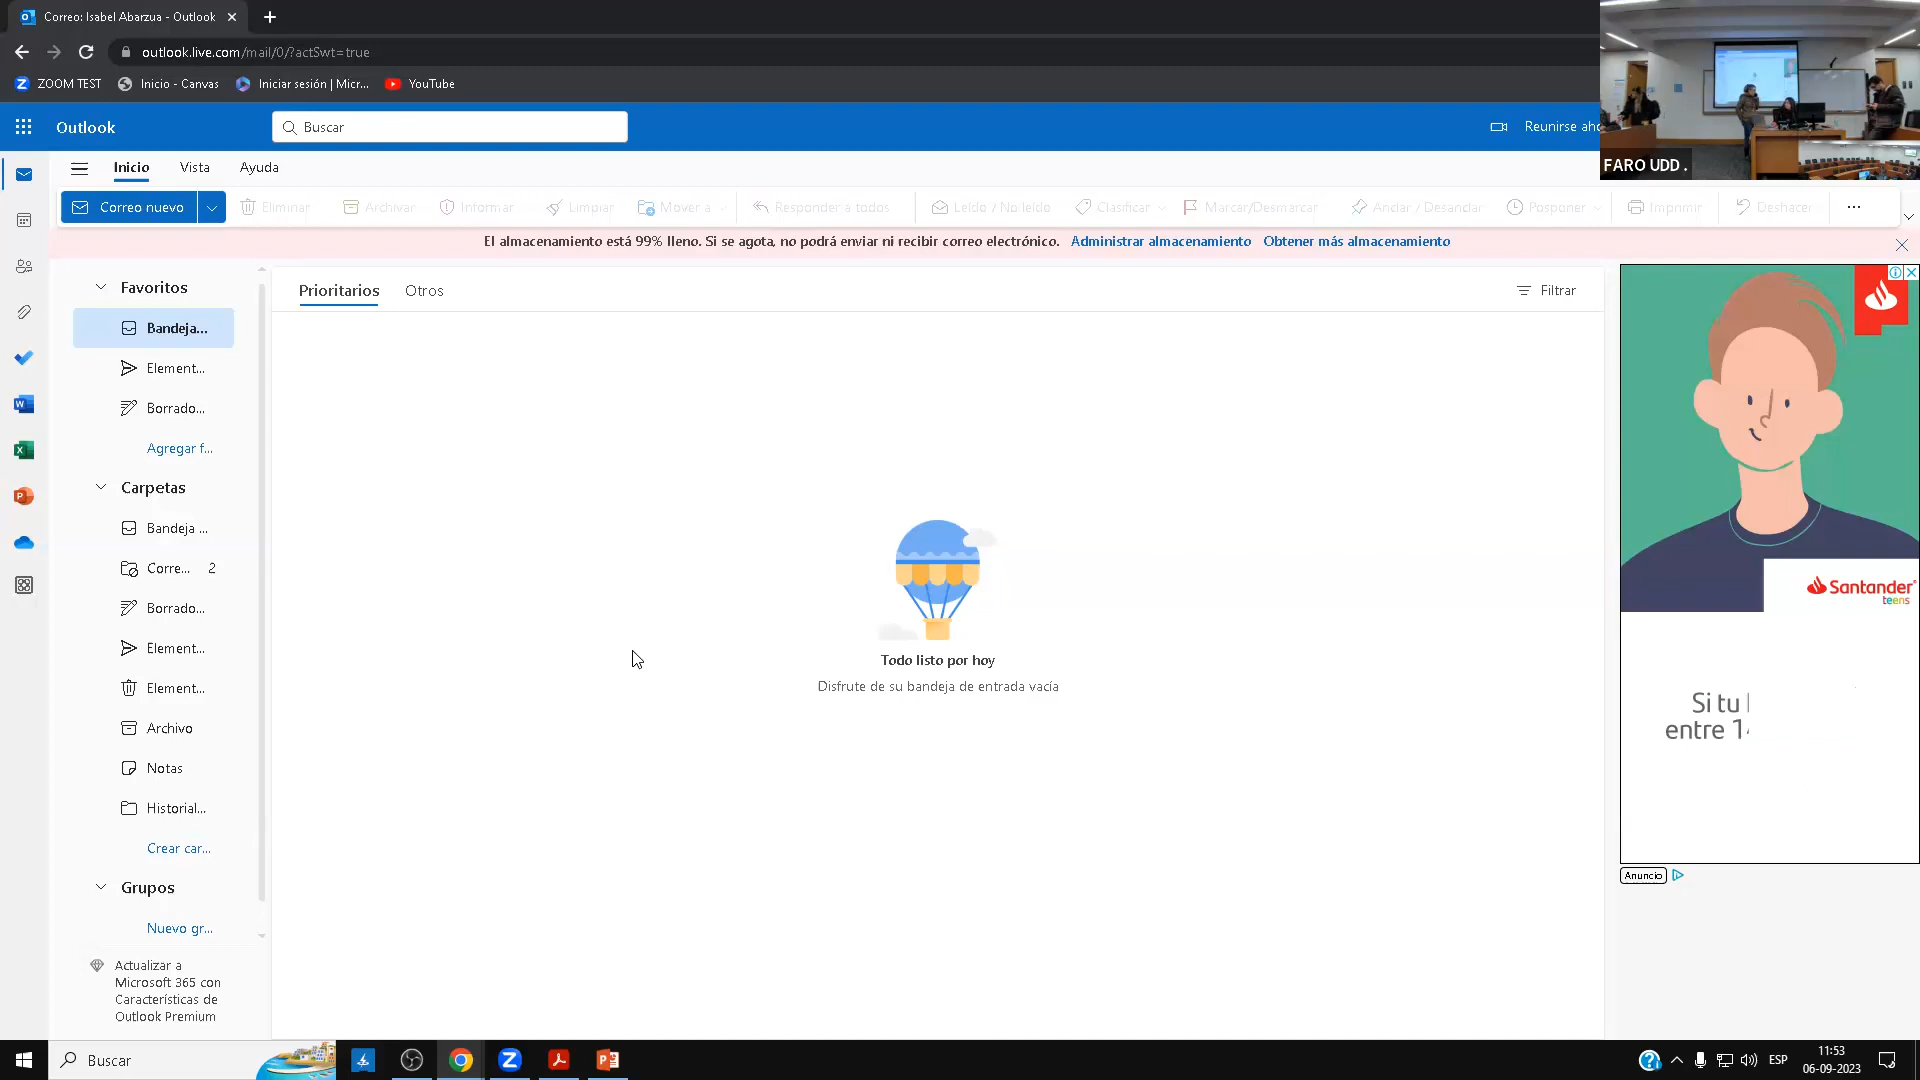 Correo: Isabel Abarzua - Outlook
outlook.live.com/mail/0/?actSwt=true
ZOOM TEST
Inicio - Canvas
Iniciar sesión | Micr...
YouTube
Outlook
Buscar
Reunirse aho
FARO UDD .
Inicio
Vista
Ayuda
Correo nuevo
Eliminar
Archivar
Informar
Limpiar
Mover a
Responder a todos
Leído / No leído
Clasificar
Marcar/Desmarcar
Anclar / Desanclar
Posponer
Imprimir
Deshacer
El almacenamiento está 99% lleno. Si se agota, no podrá enviar ni recibir correo electrónico. Administrar almacenamiento Obtener más almacenamiento
Favoritos
Bandeja...
Element...
Borrado...
Agregar f...
Carpetas
Bandeja ...
Corre... 2
Borrado...
Element...
Element...
Archivo
Notas
Historial...
Crear car...
Grupos
Nuevo gr...
Actualizar a
Microsoft 365 con
Características de
Outlook Premium
Prioritarios
Otros
Filtrar
Todo listo por hoy
Disfrute de su bandeja de entrada vacía
Santander
teens
Si tu
entre 14
Anuncio
Buscar
ESP
11:53
06-09-2023